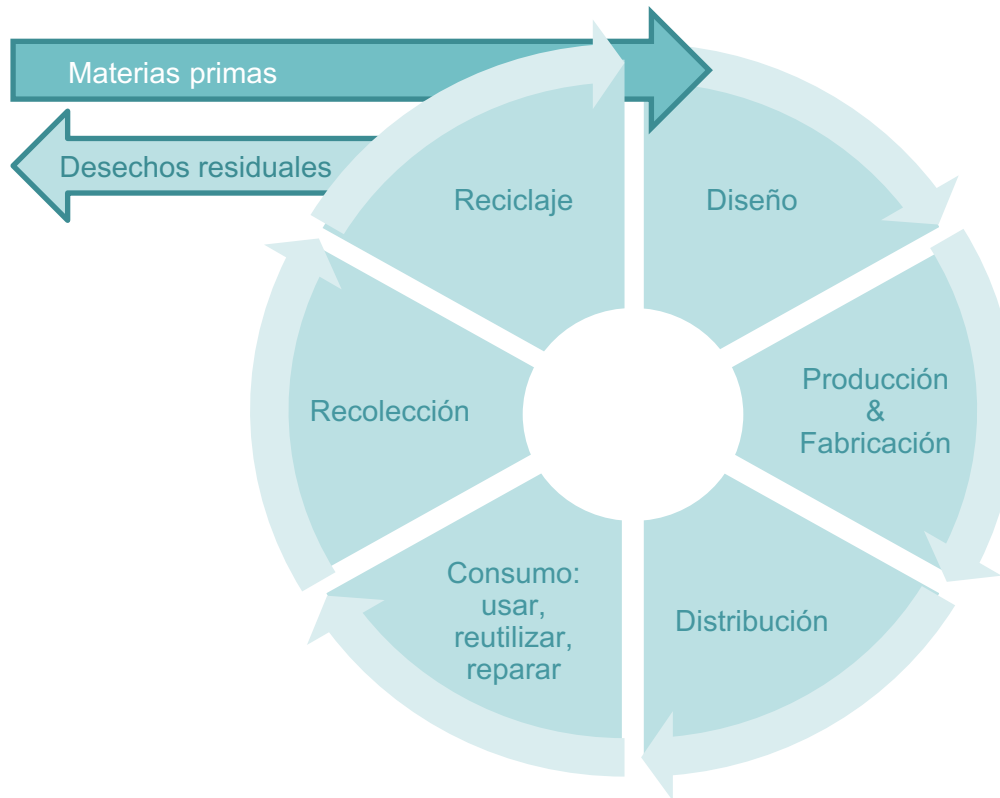 Materias primas
Desechos residuales
Reciclaje
Diseño
Producción
&
Fabricación
Recolección
Consumo:
usar,
reutilizar,
reparar
Distribución